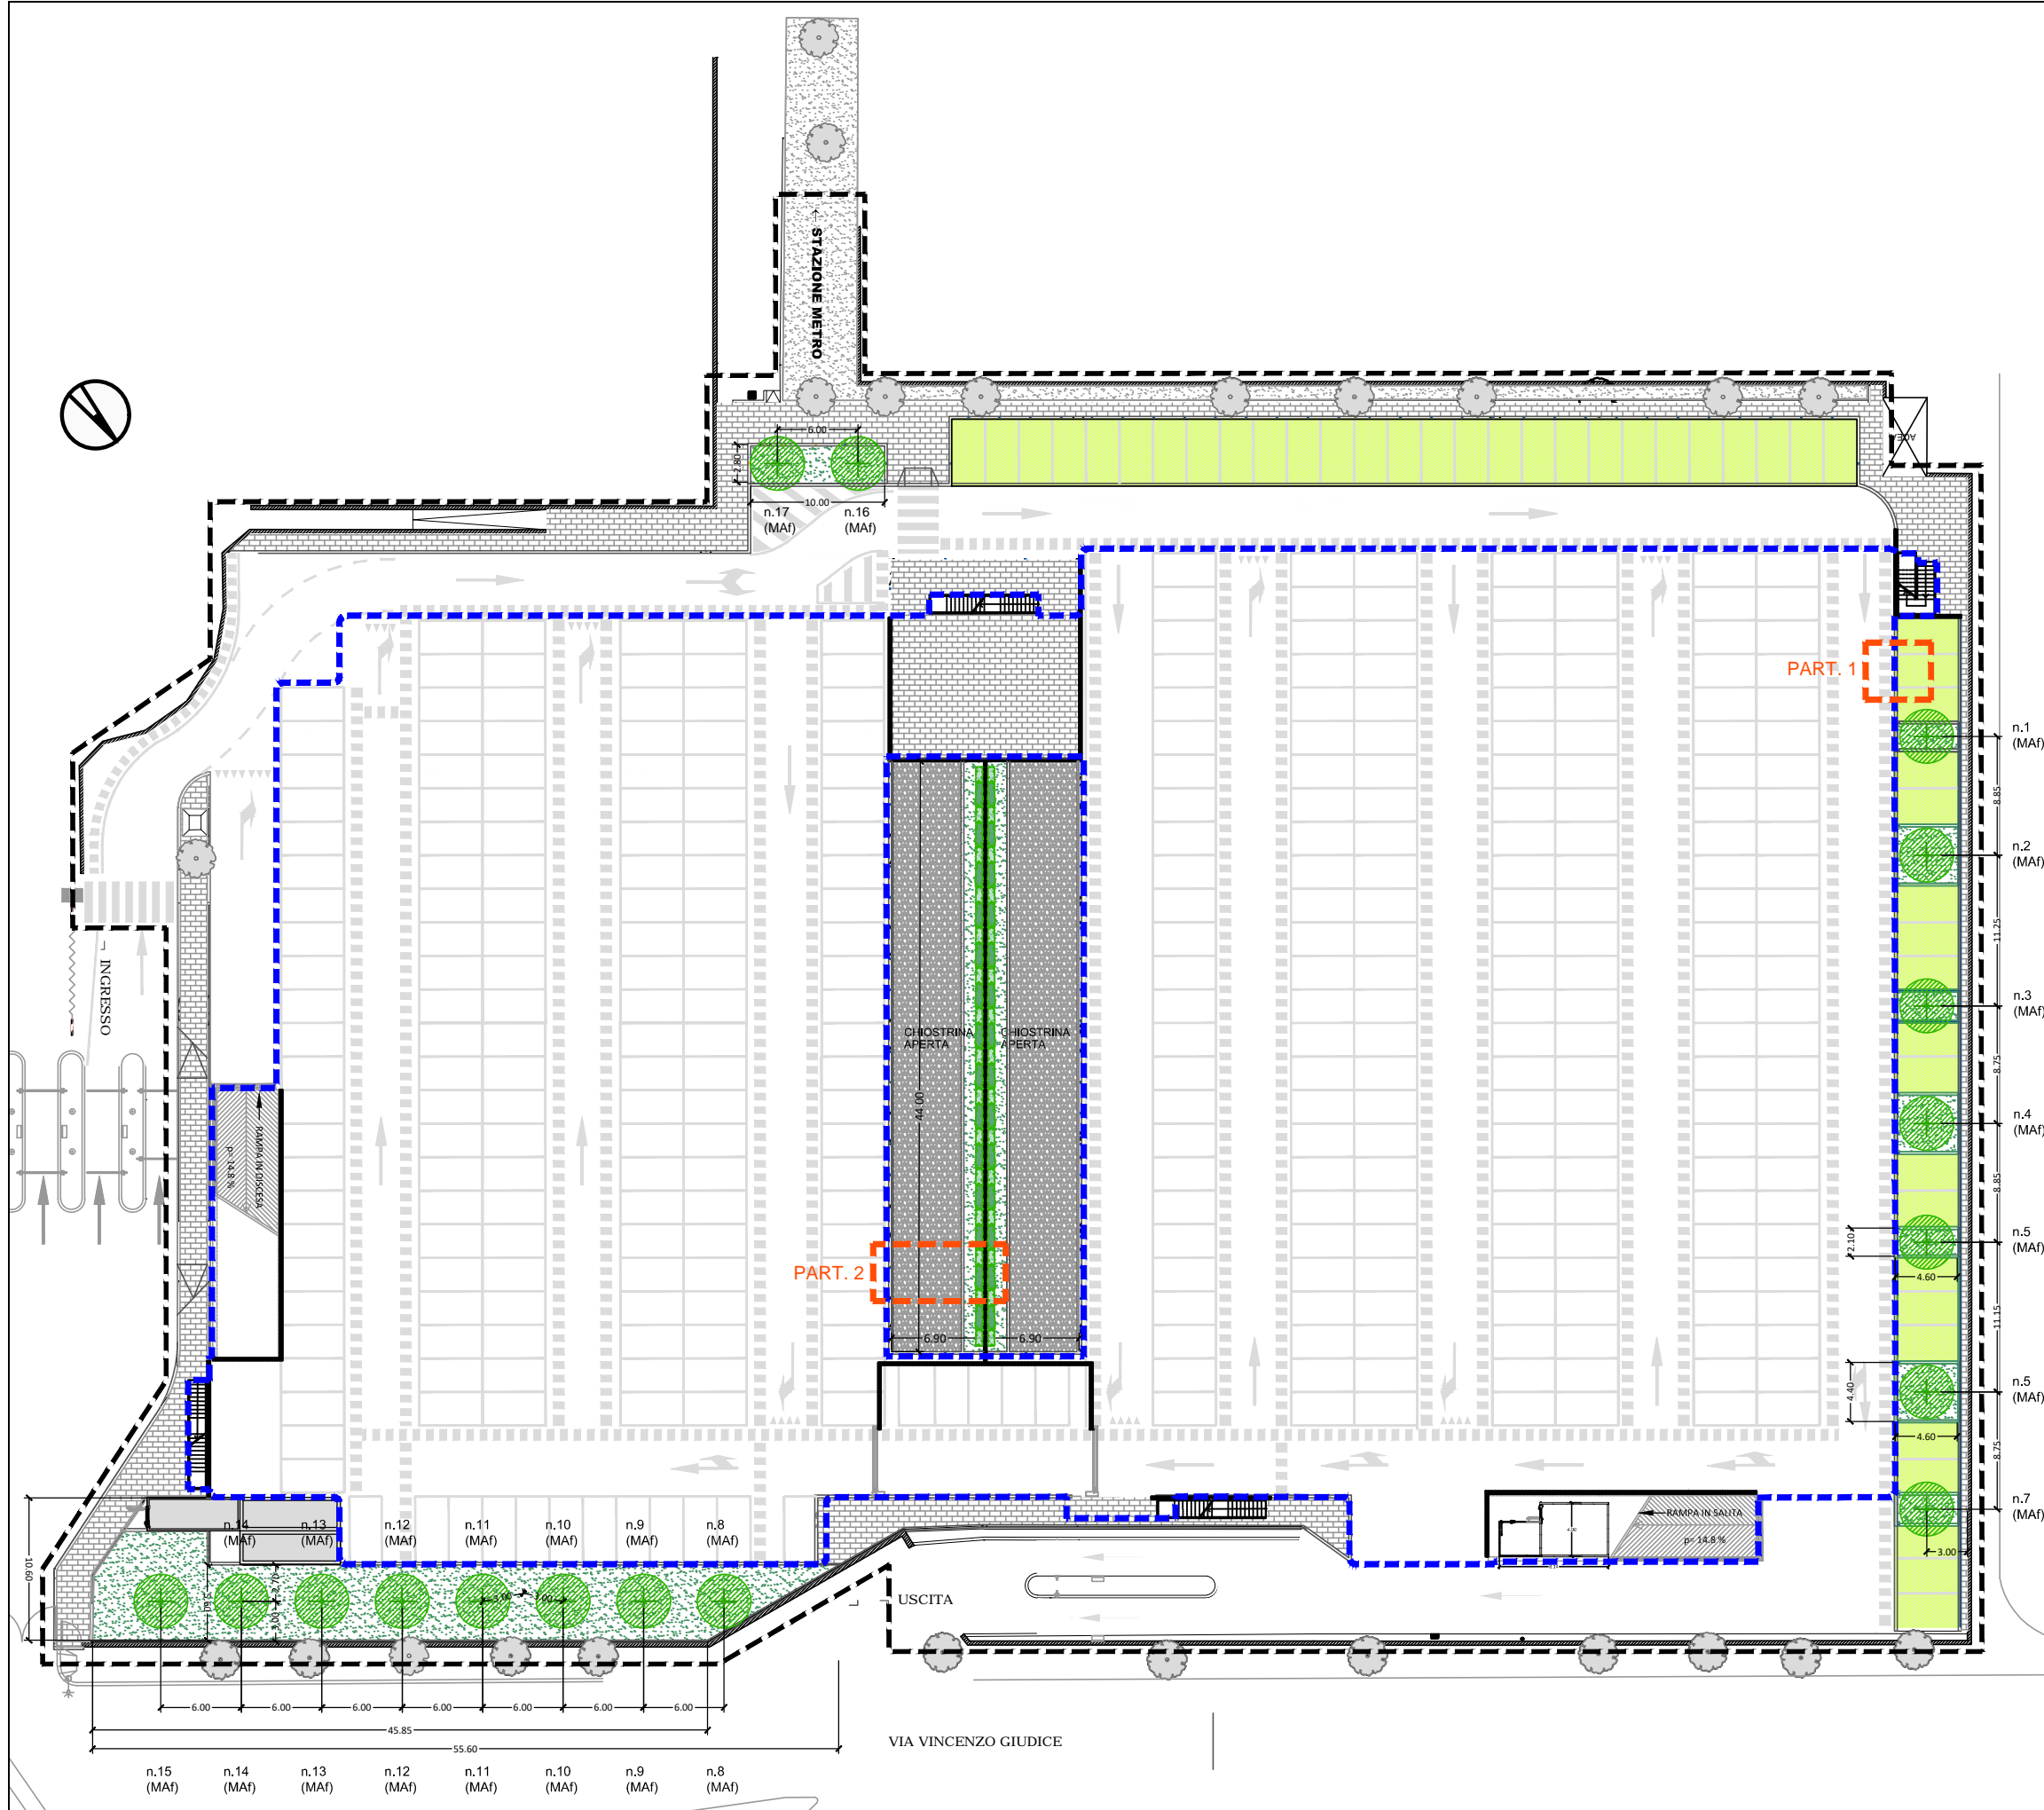 ← STAZIONE METRO
ACEA
6.00
2.80
10.00
n.17
(MAf)
n.16
(MAf)
PART. 1
n.1
(MAf)
8.85
n.2
(MAf)
11.25
n.3
(MAf)
8.75
n.4
(MAf)
8.85
n.5
(MAf)
2.10
4.60
11.15
n.5
(MAf)
4.40
4.60
8.75
n.7
(MAf)
3.00
INGRESSO
CHIOSTRINA
APERTA
CHIOSTRINA
APERTA
44.00
RAMPA IN DISCESA
p= 14.8 %
PART. 2
6.90
6.90
RAMPA IN SALITA
p= 14.8 %
n.14
(MAf)
n.13
(MAf)
n.12
(MAf)
n.11
(MAf)
n.10
(MAf)
n.9
(MAf)
n.8
(MAf)
10.60
3.00
3.00
USCITA
6.00
6.00
6.00
6.00
6.00
6.00
6.00
45.85
55.60
VIA VINCENZO GIUDICE
n.15
(MAf)
n.14
(MAf)
n.13
(MAf)
n.12
(MAf)
n.11
(MAf)
n.10
(MAf)
n.9
(MAf)
n.8
(MAf)